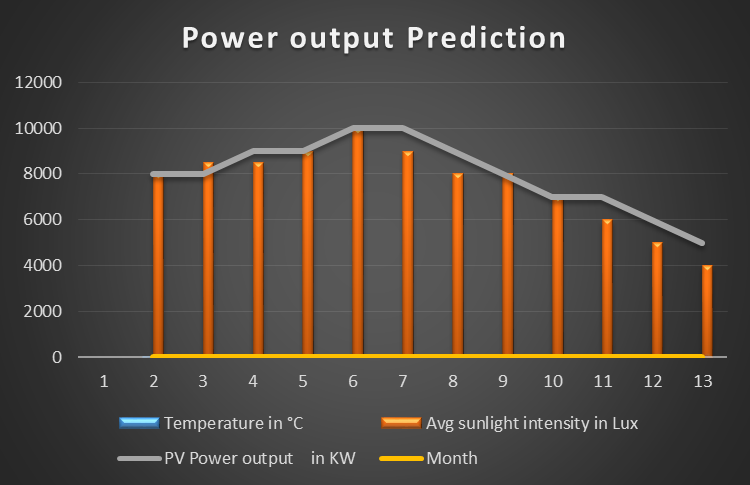 Power output Prediction
12000
10000
8000
6000
4000
2000
0
1 2 3 4 5 6 7 8 9 10 11 12 13
Temperature in °C Avg sunlight intensity in Lux
PV Power output in KW Month